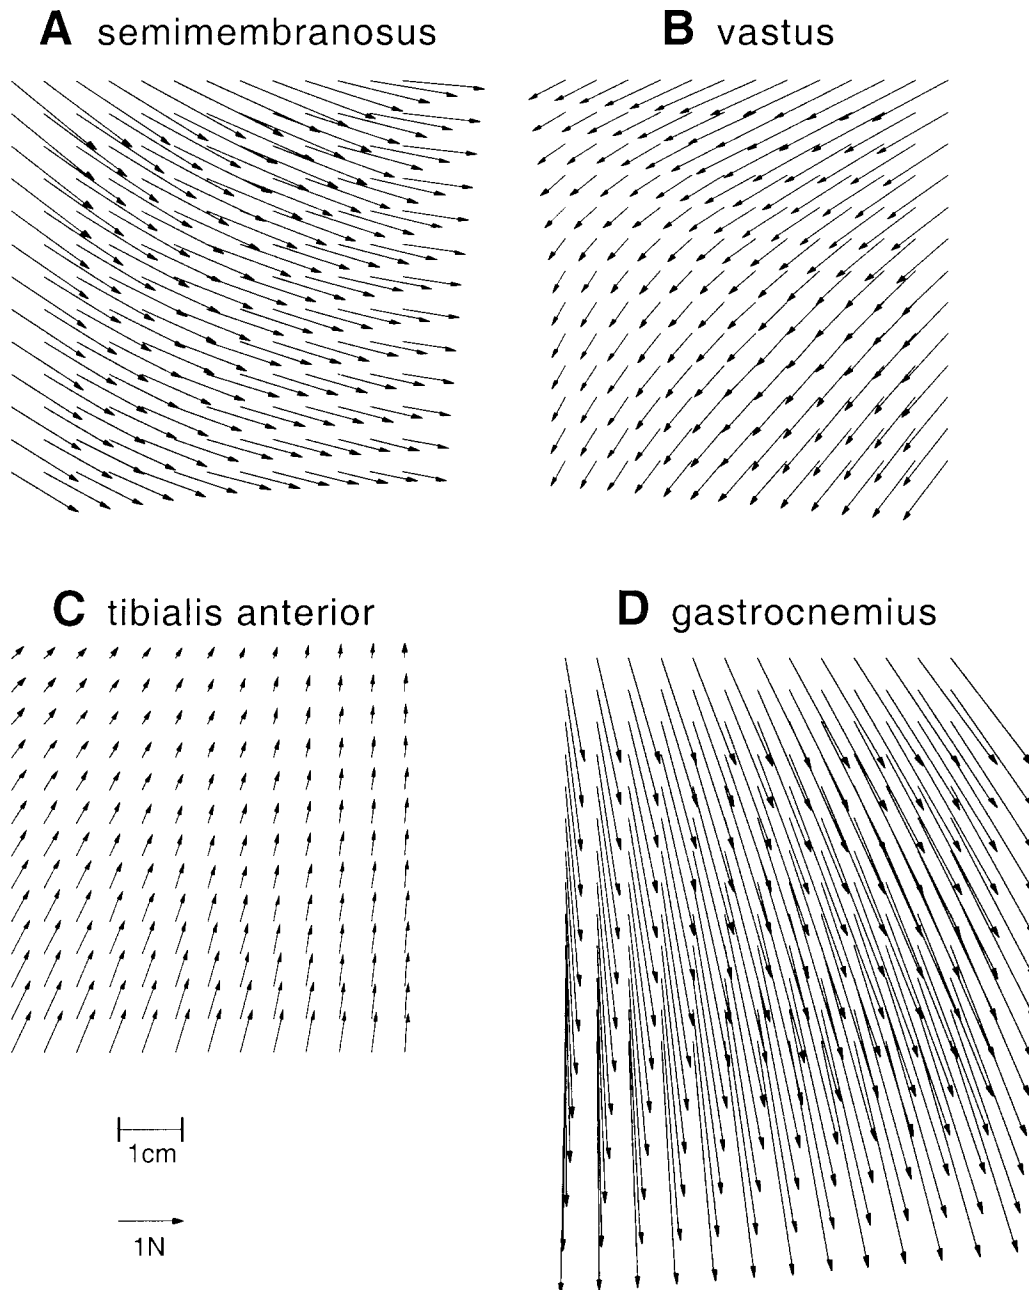 A semimembranosus
B vastus
C tibialis anterior
D gastrocnemius
1cm
1N